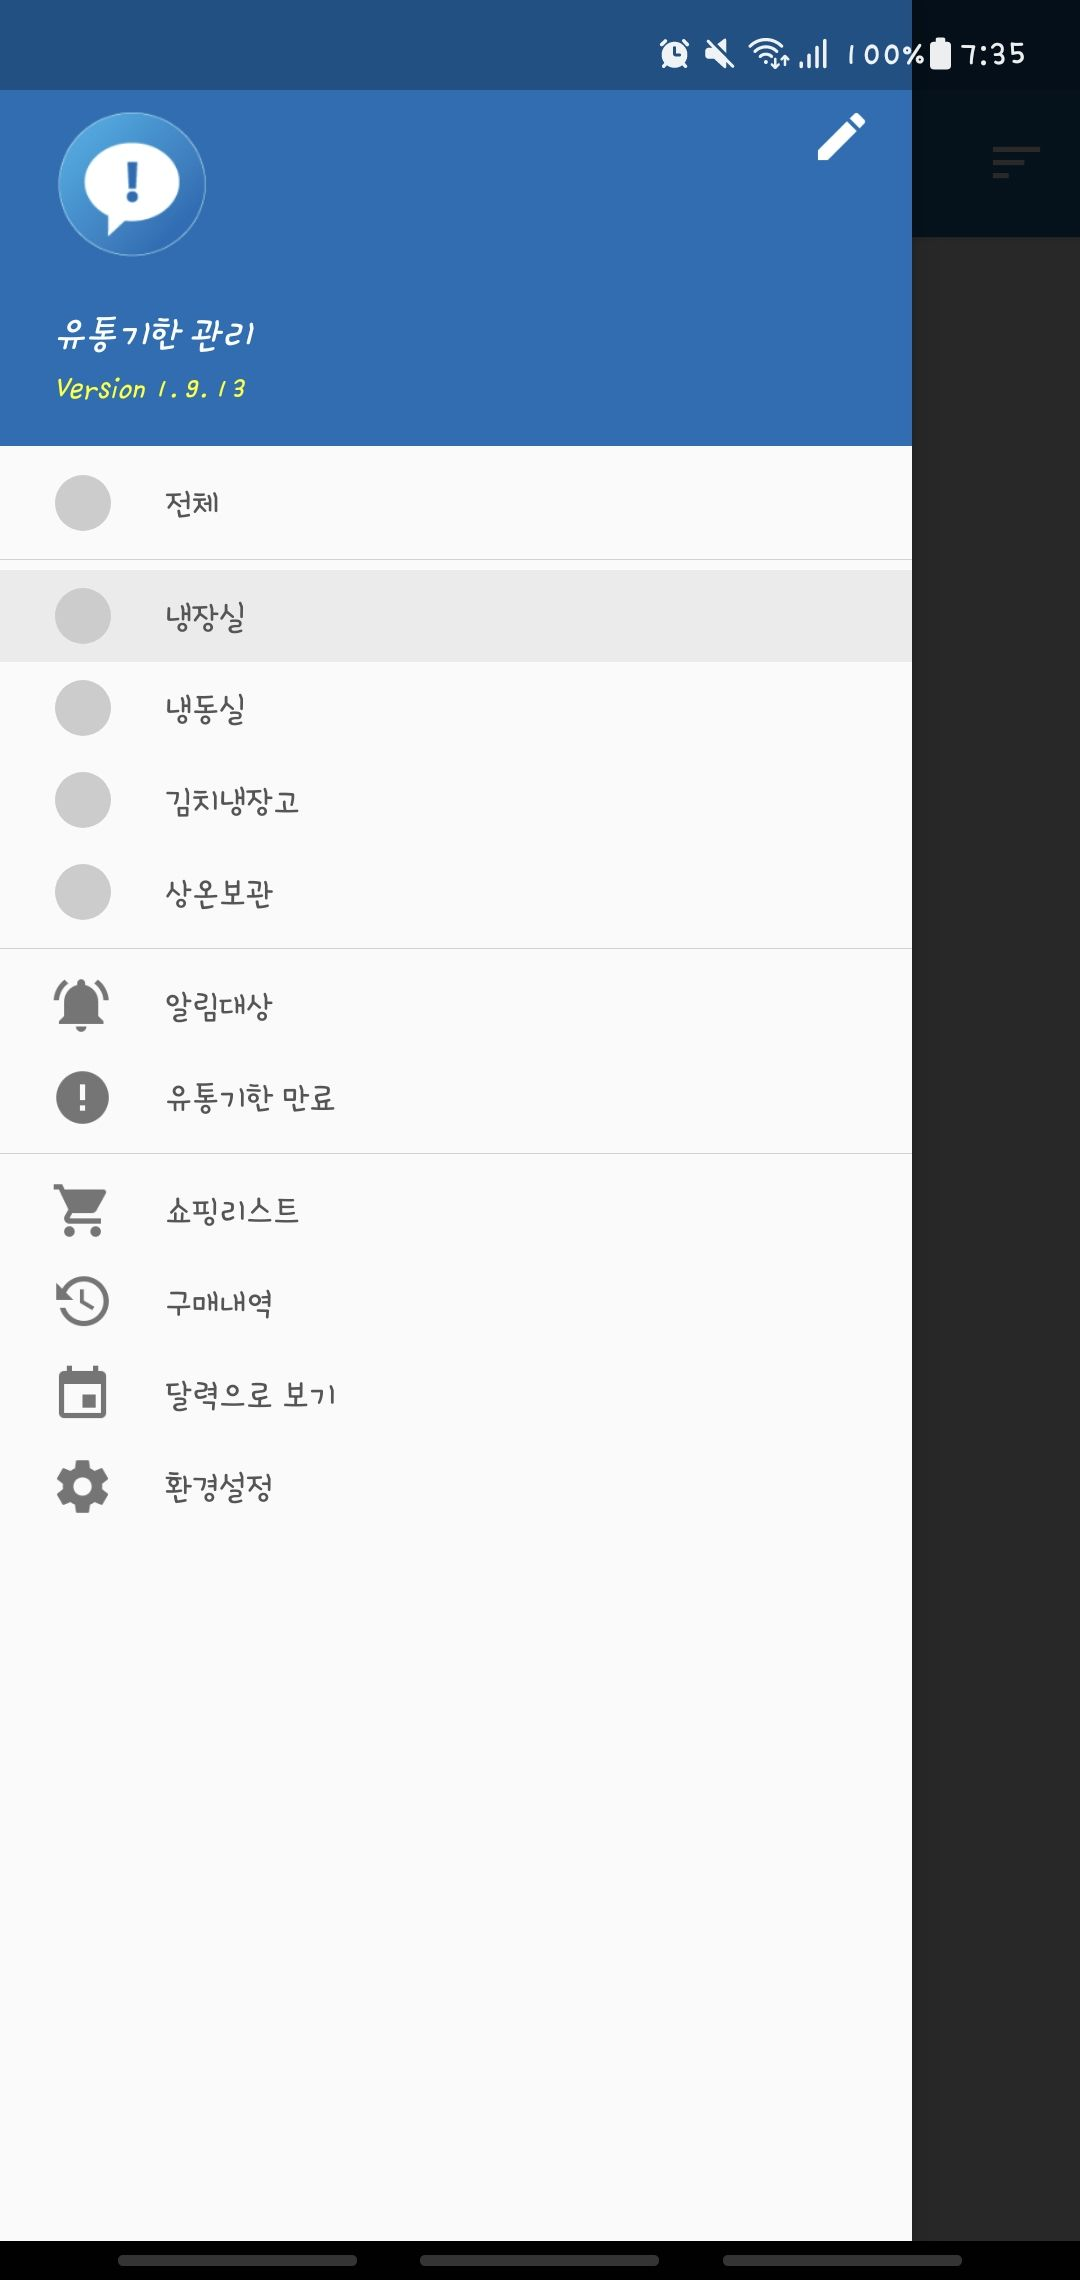 100% 7:35
유통기한 관리
Version 1.9.13
전체
냉장실
냉동실
김치냉장고
상온보관
알림대상
유통기한 만료
쇼핑리스트
구매내역
달력으로 보기
환경설정